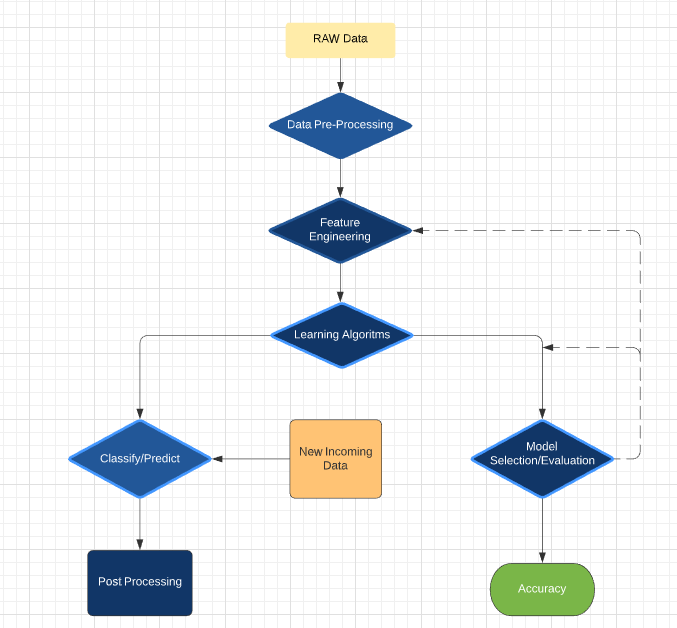 RAW Data
Data Pre-Processing
Feature
Engineering
Learning Algoritms
Classify/Predict
New Incoming
Data
Model
Selection/Evaluation
Post Processing
Accuracy